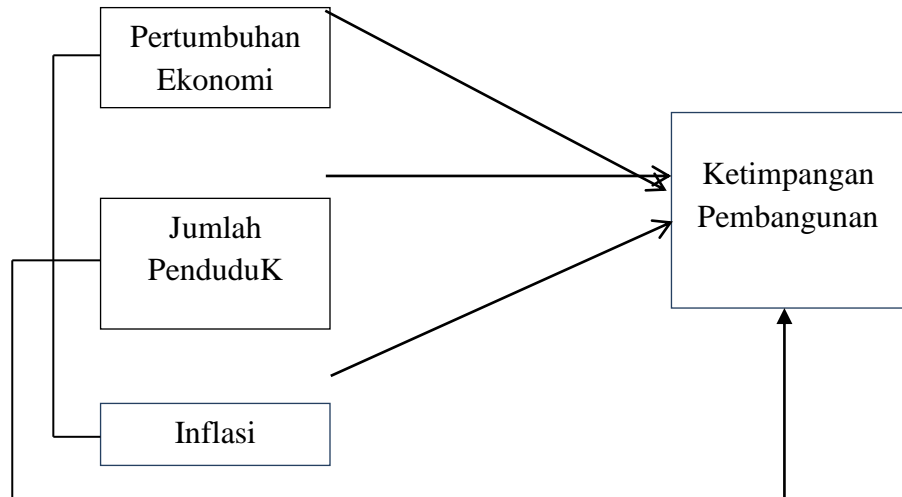 Pertumbuhan
Ekonomi
Jumlah
PenduduK
Inflasi
Ketimpangan
Pembangunan